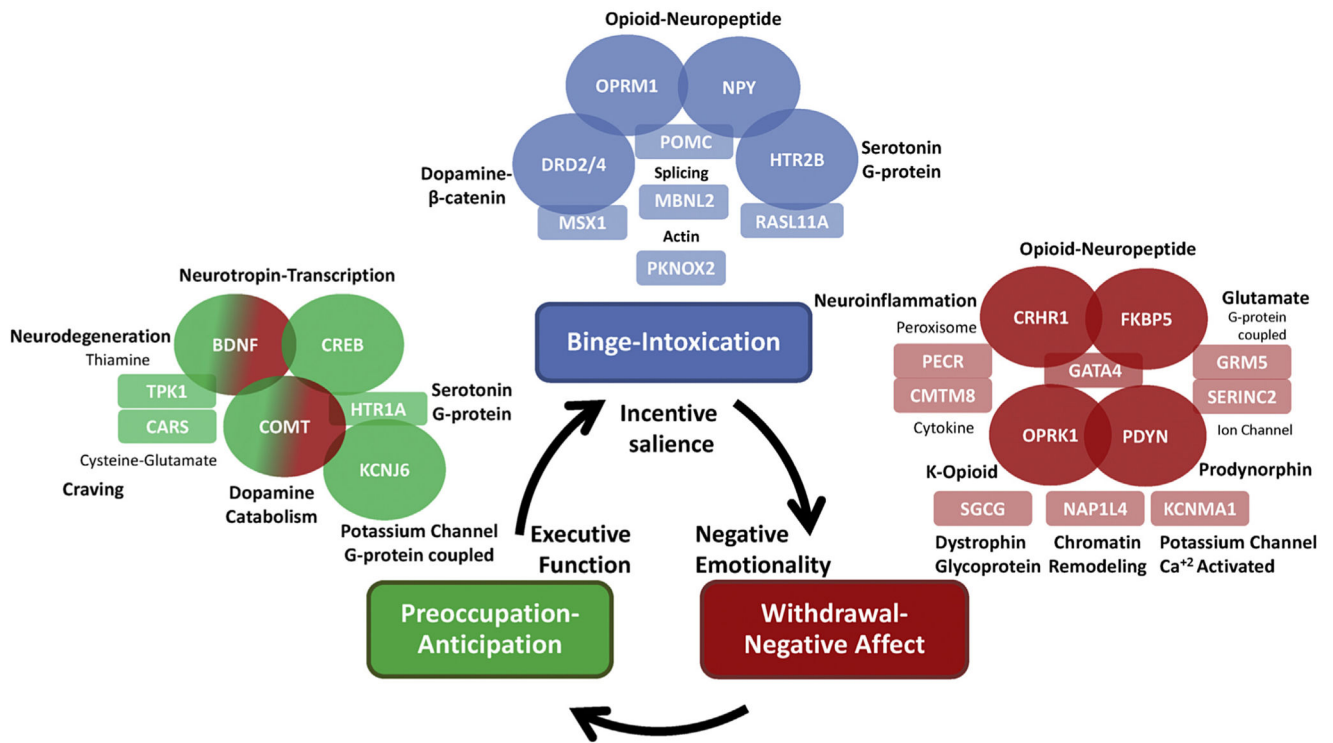 Opioid-Neuropeptide
OPRM1
NPY
POMC
DRD2/4
HTR2B
Serotonin
G-protein
Dopamine-
β-catenin
Splicing
MBNL2
MSX1
RASL11A
Actin
PKNOX2
Neurotropin-Transcription
BDNF
CREB
Neurodegeneration
Thiamine
TPK1
CARS
Cysteine-Glutamate
Craving
COMT
HTR1A
Serotonin
G-protein
KCNJ6
Dopamine
Catabolism
Potassium Channel
G-protein coupled
Opioid-Neuropeptide
Neuroinflammation
Peroxisome
PECR
CMTM8
Cytokine
CRHR1
FKBP5
GATA4
Glutamate
G-protein
coupled
GRM5
SERINC2
Ion Channel
OPRK1
PDYN
K-Opioid
Prodynorphin
SGCG
NAP1L4
KCNMA1
Dystrophin
Glycoprotein
Chromatin
Remodeling
Potassium Channel
Ca+2 Activated
Binge-Intoxication
Incentive
salience
Executive
Function
Negative
Emotionality
Preoccupation-
Anticipation
Withdrawal-
Negative Affect